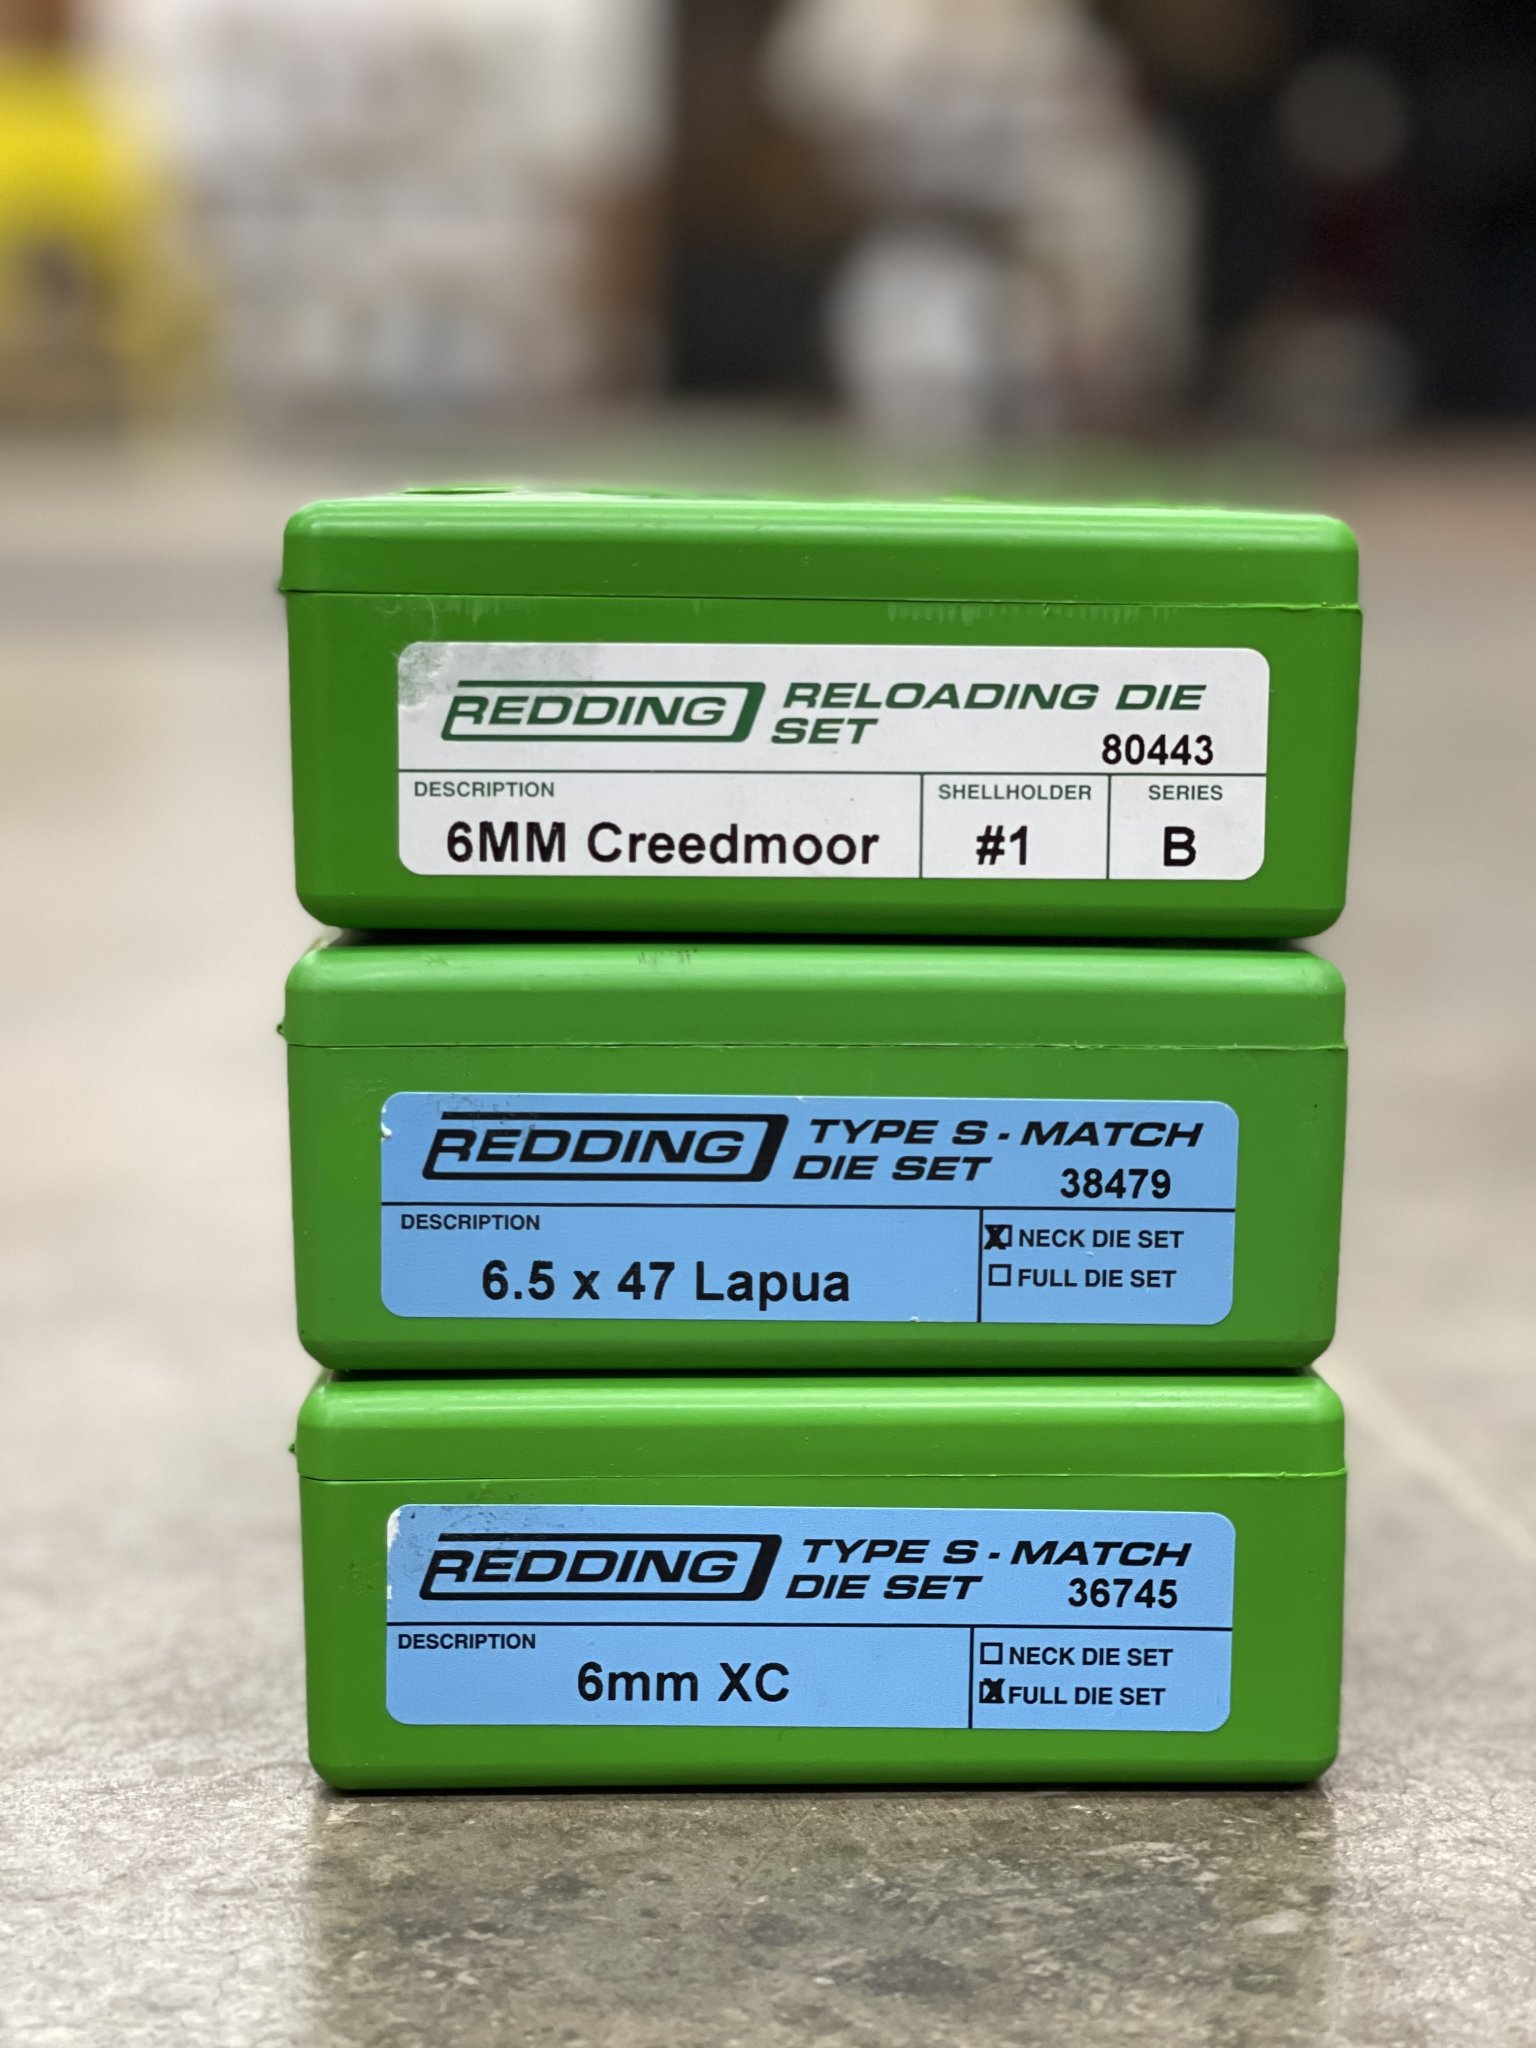 REDDING RELOADING DIE
SET
80443
DESCRIPTION SHELLHOLDER SERIES
6MM Creedmoor #1 B
REDDING TYPE S - MATCH
DIE SET 38479
DESCRIPTION
X NECK DIE SET
6.5 x 47 Lapua
FULL DIE SET
REDDING TYPE S - MATCH
DIE SET 36745
DESCRIPTION
NECK DIE SET
6mm XC
X FULL DIE SET